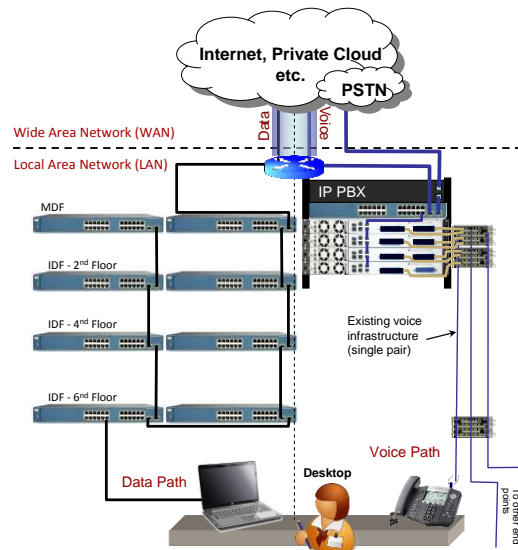 Internet, Private Cloud
etc.
PSTN
Data
Voice
Wide Area Network (WAN)
Local Area Network (LAN)
IP PBX
MDF
IDF - 2nd Floor
IDF - 4nd Floor
IDF - 6nd Floor
Existing voice
infrastructure
(single pair)
Data Path
Desktop
Voice Path
To other end
points